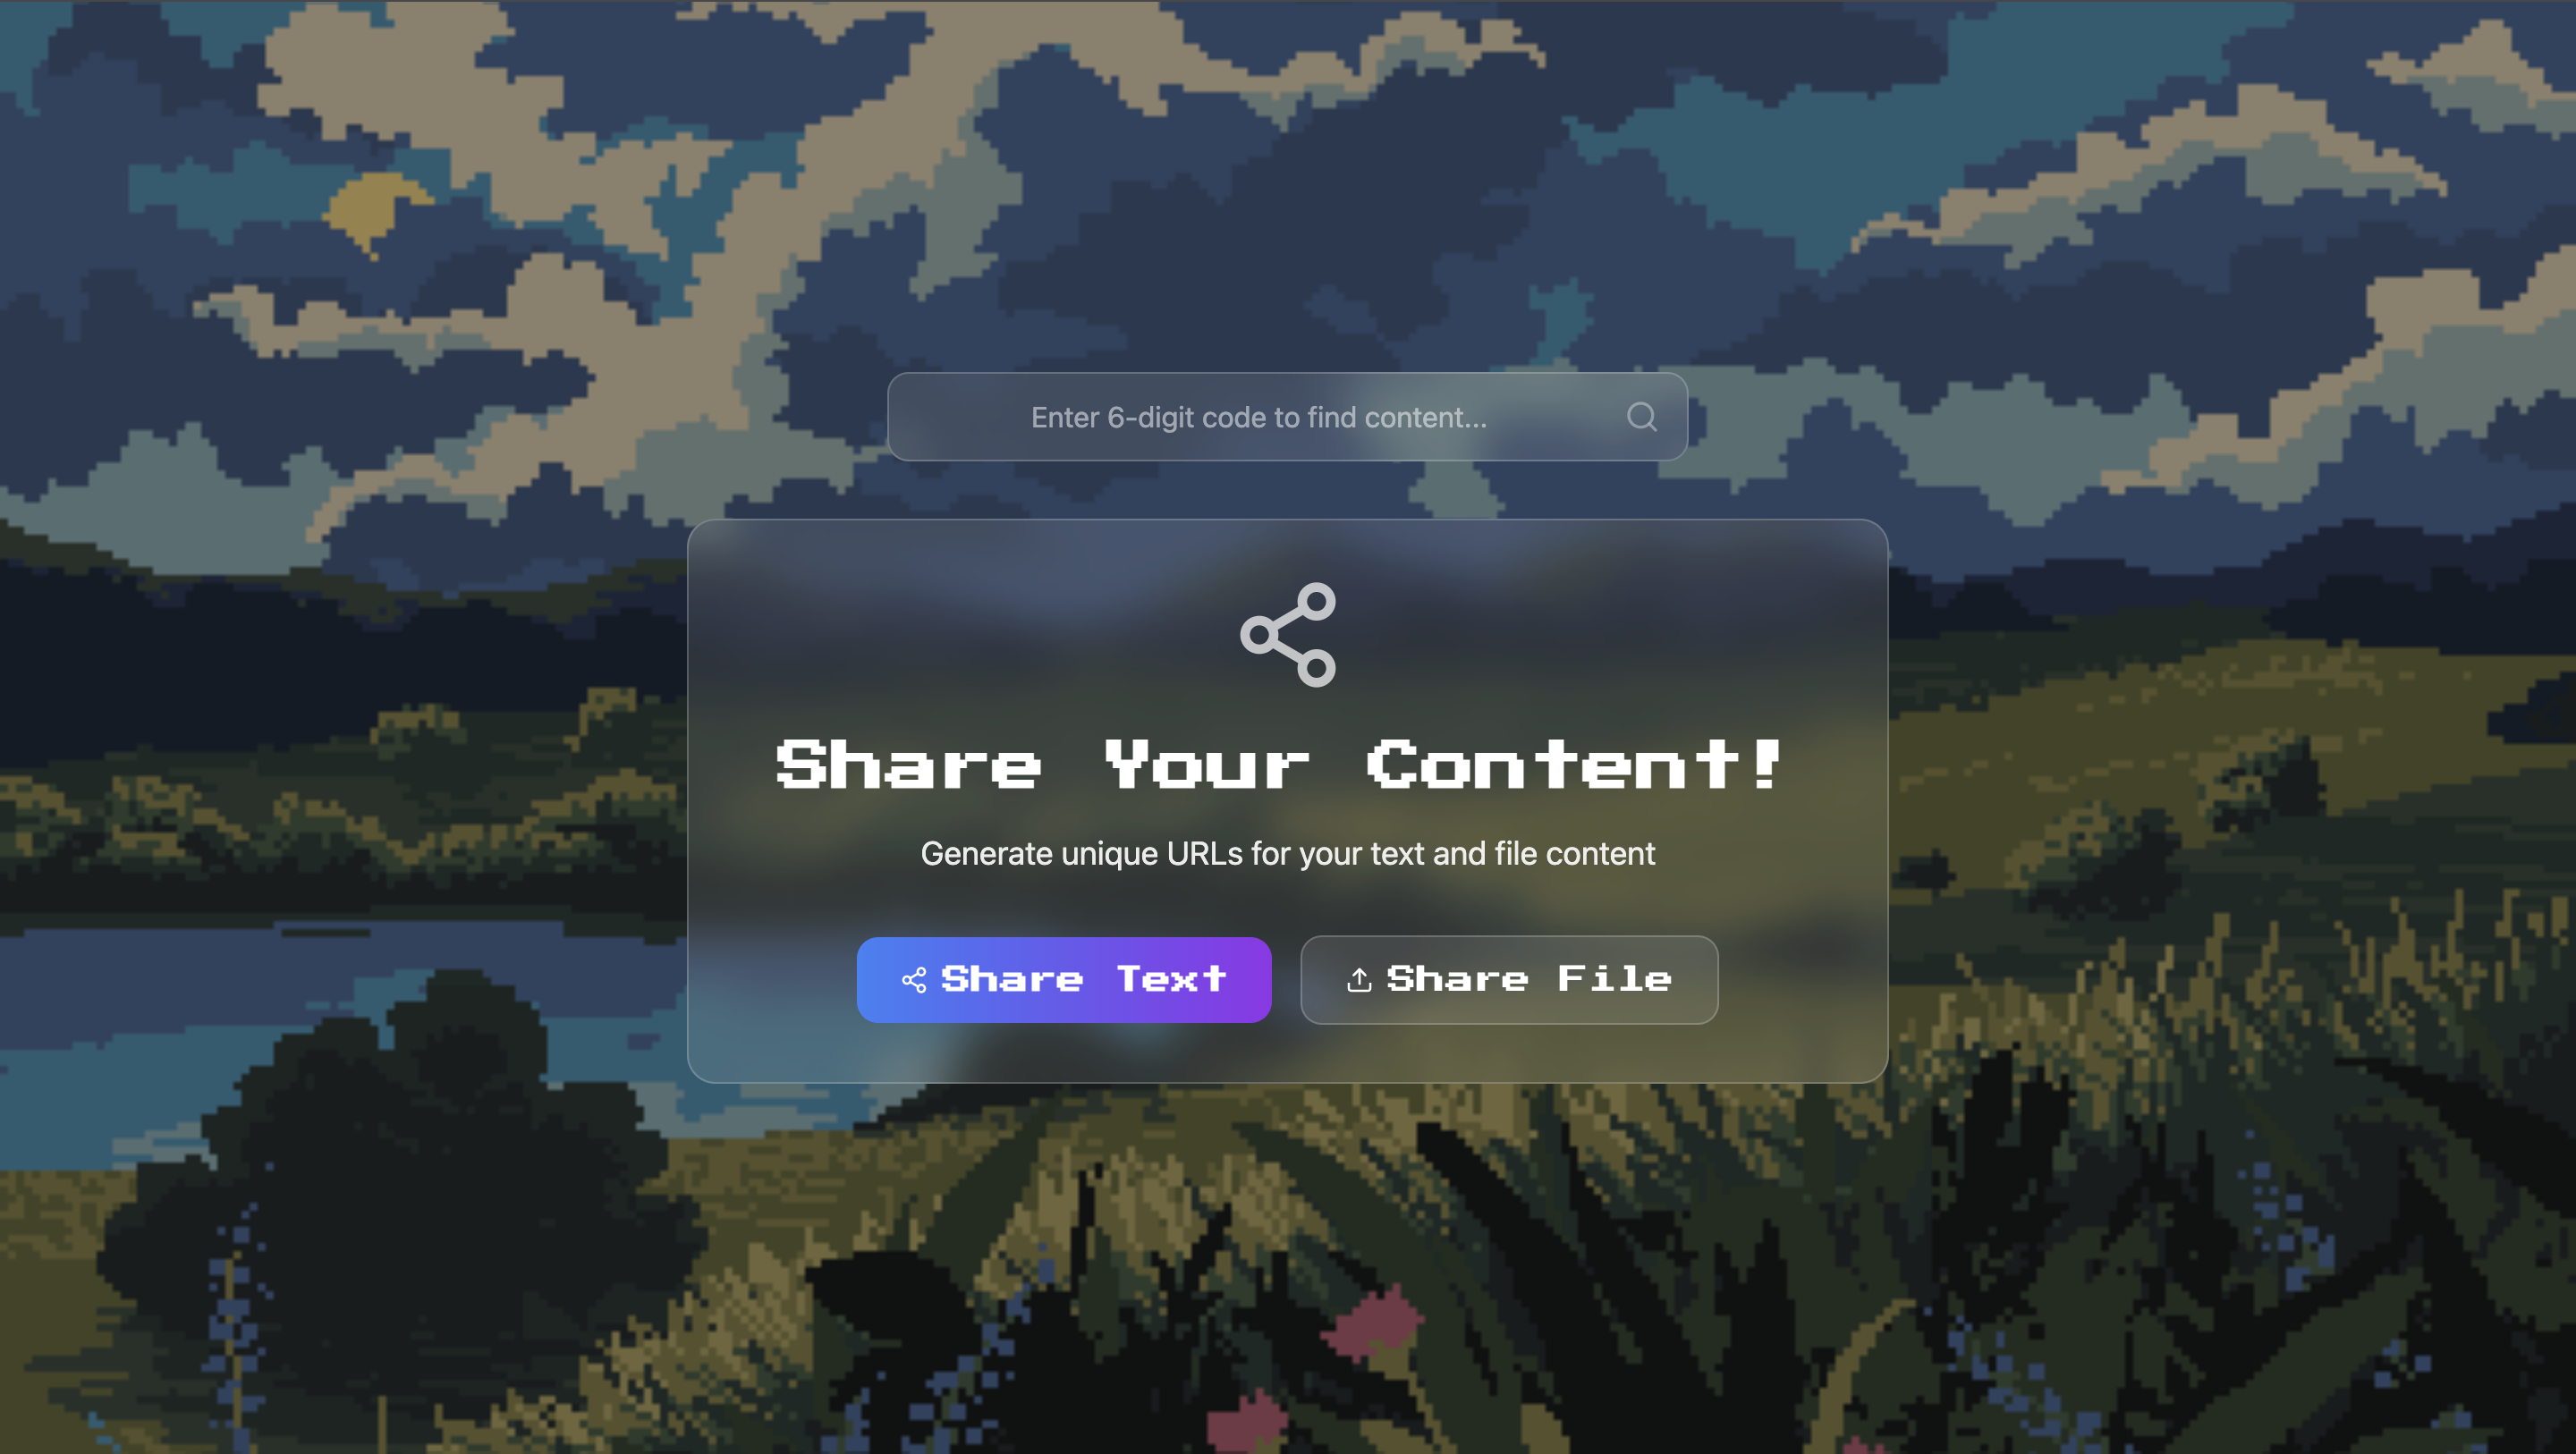 Enter 6-digit code to find content...
Share Your Content!
Generate unique URLs for your text and file content
Share Text
Share File